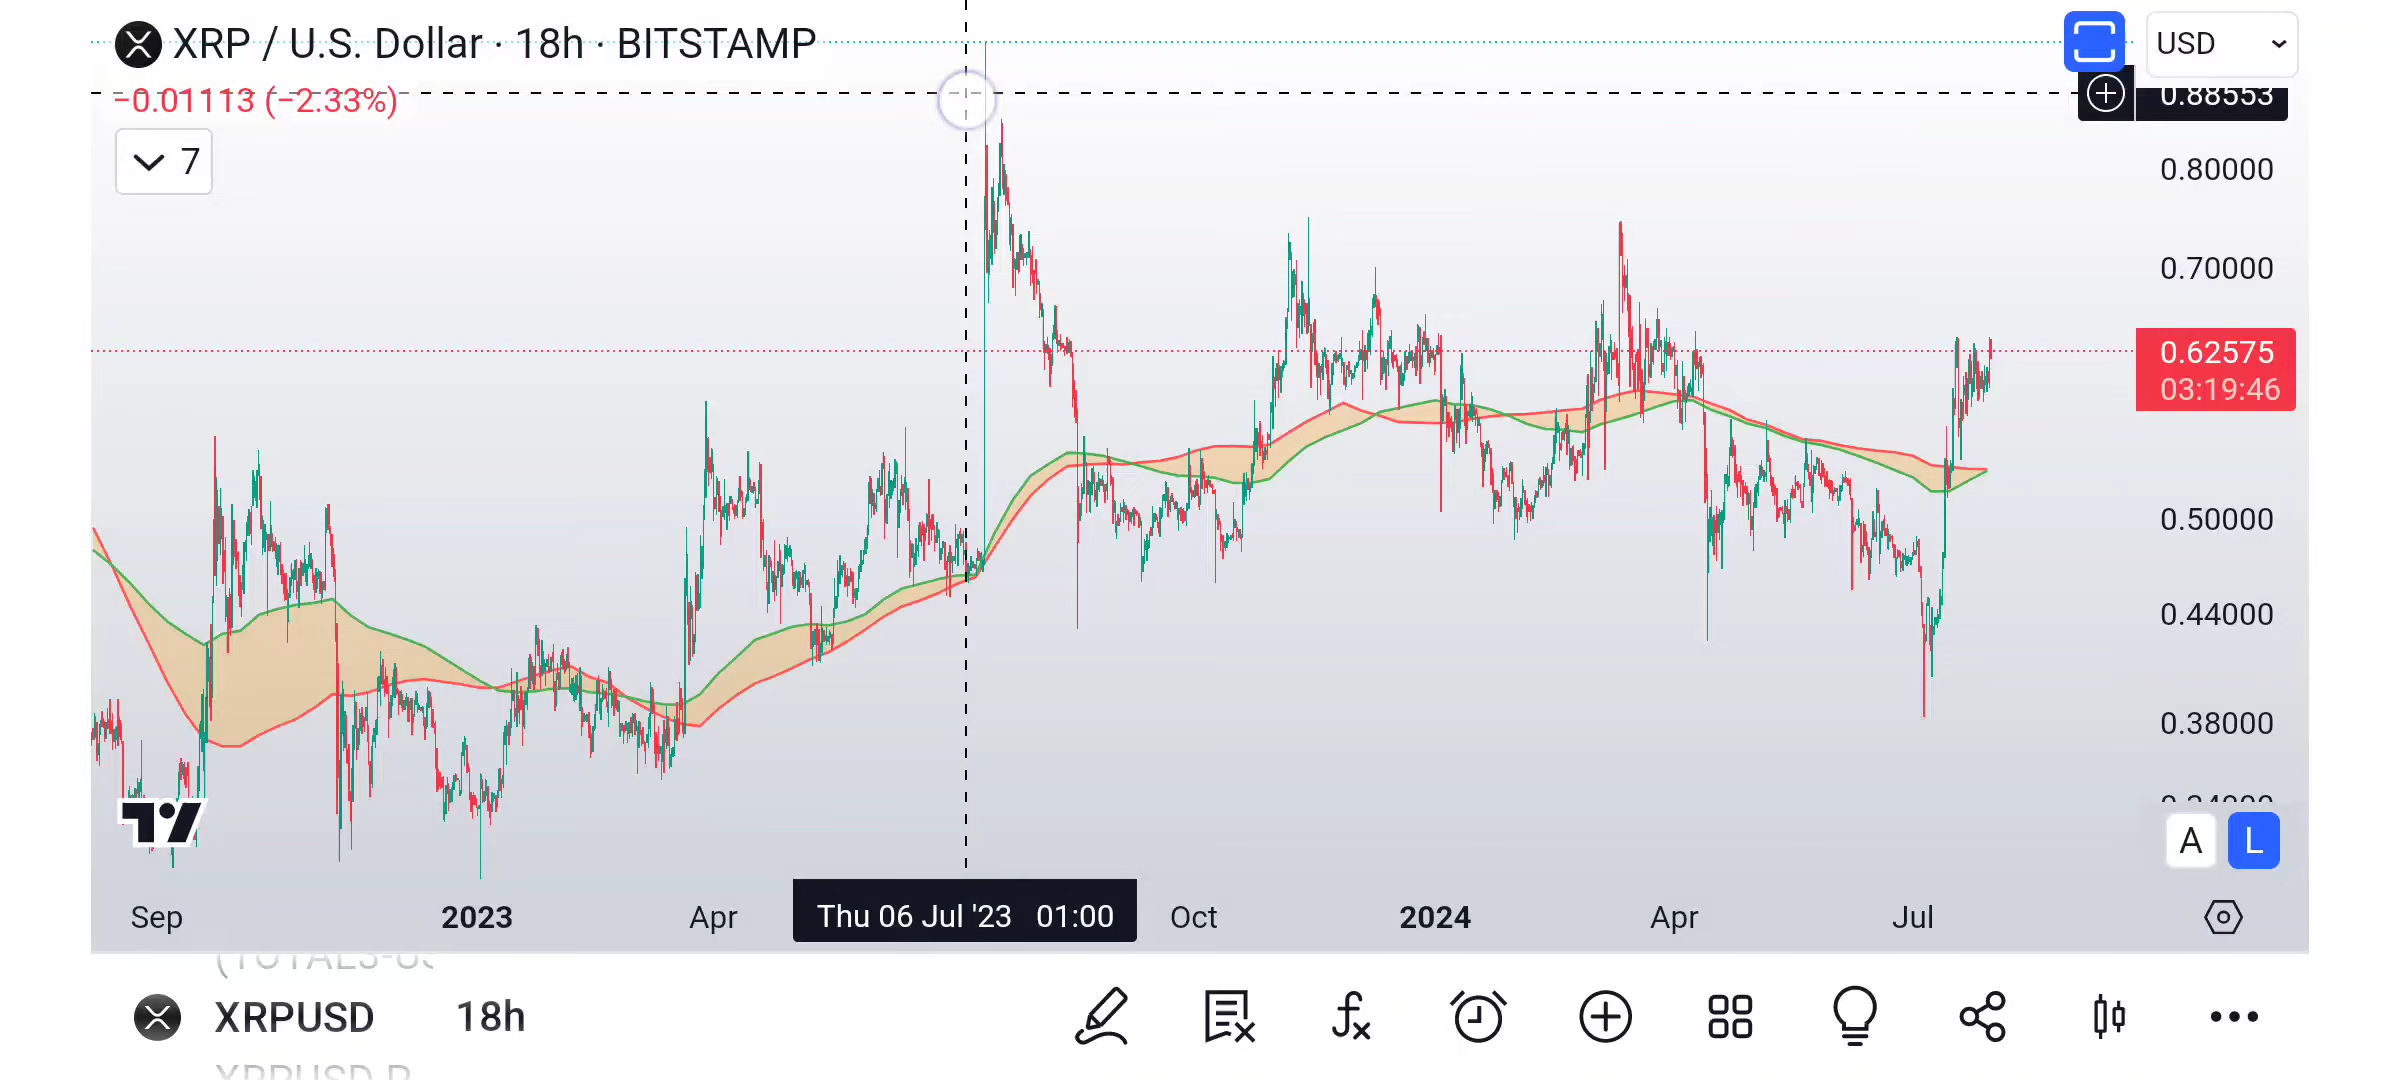 XRP / U.S. Dollar · 18h · BITSTAMP
USD
−0.01113 (−2.33%)
0.88553
7
0.80000
0.70000
0.62575
03:19:46
0.50000
0.44000
0.38000
A
L
Sep
2023
Apr
Thu 06 Jul '23 01:00
Oct
2024
Apr
Jul
XRPUSD
18h